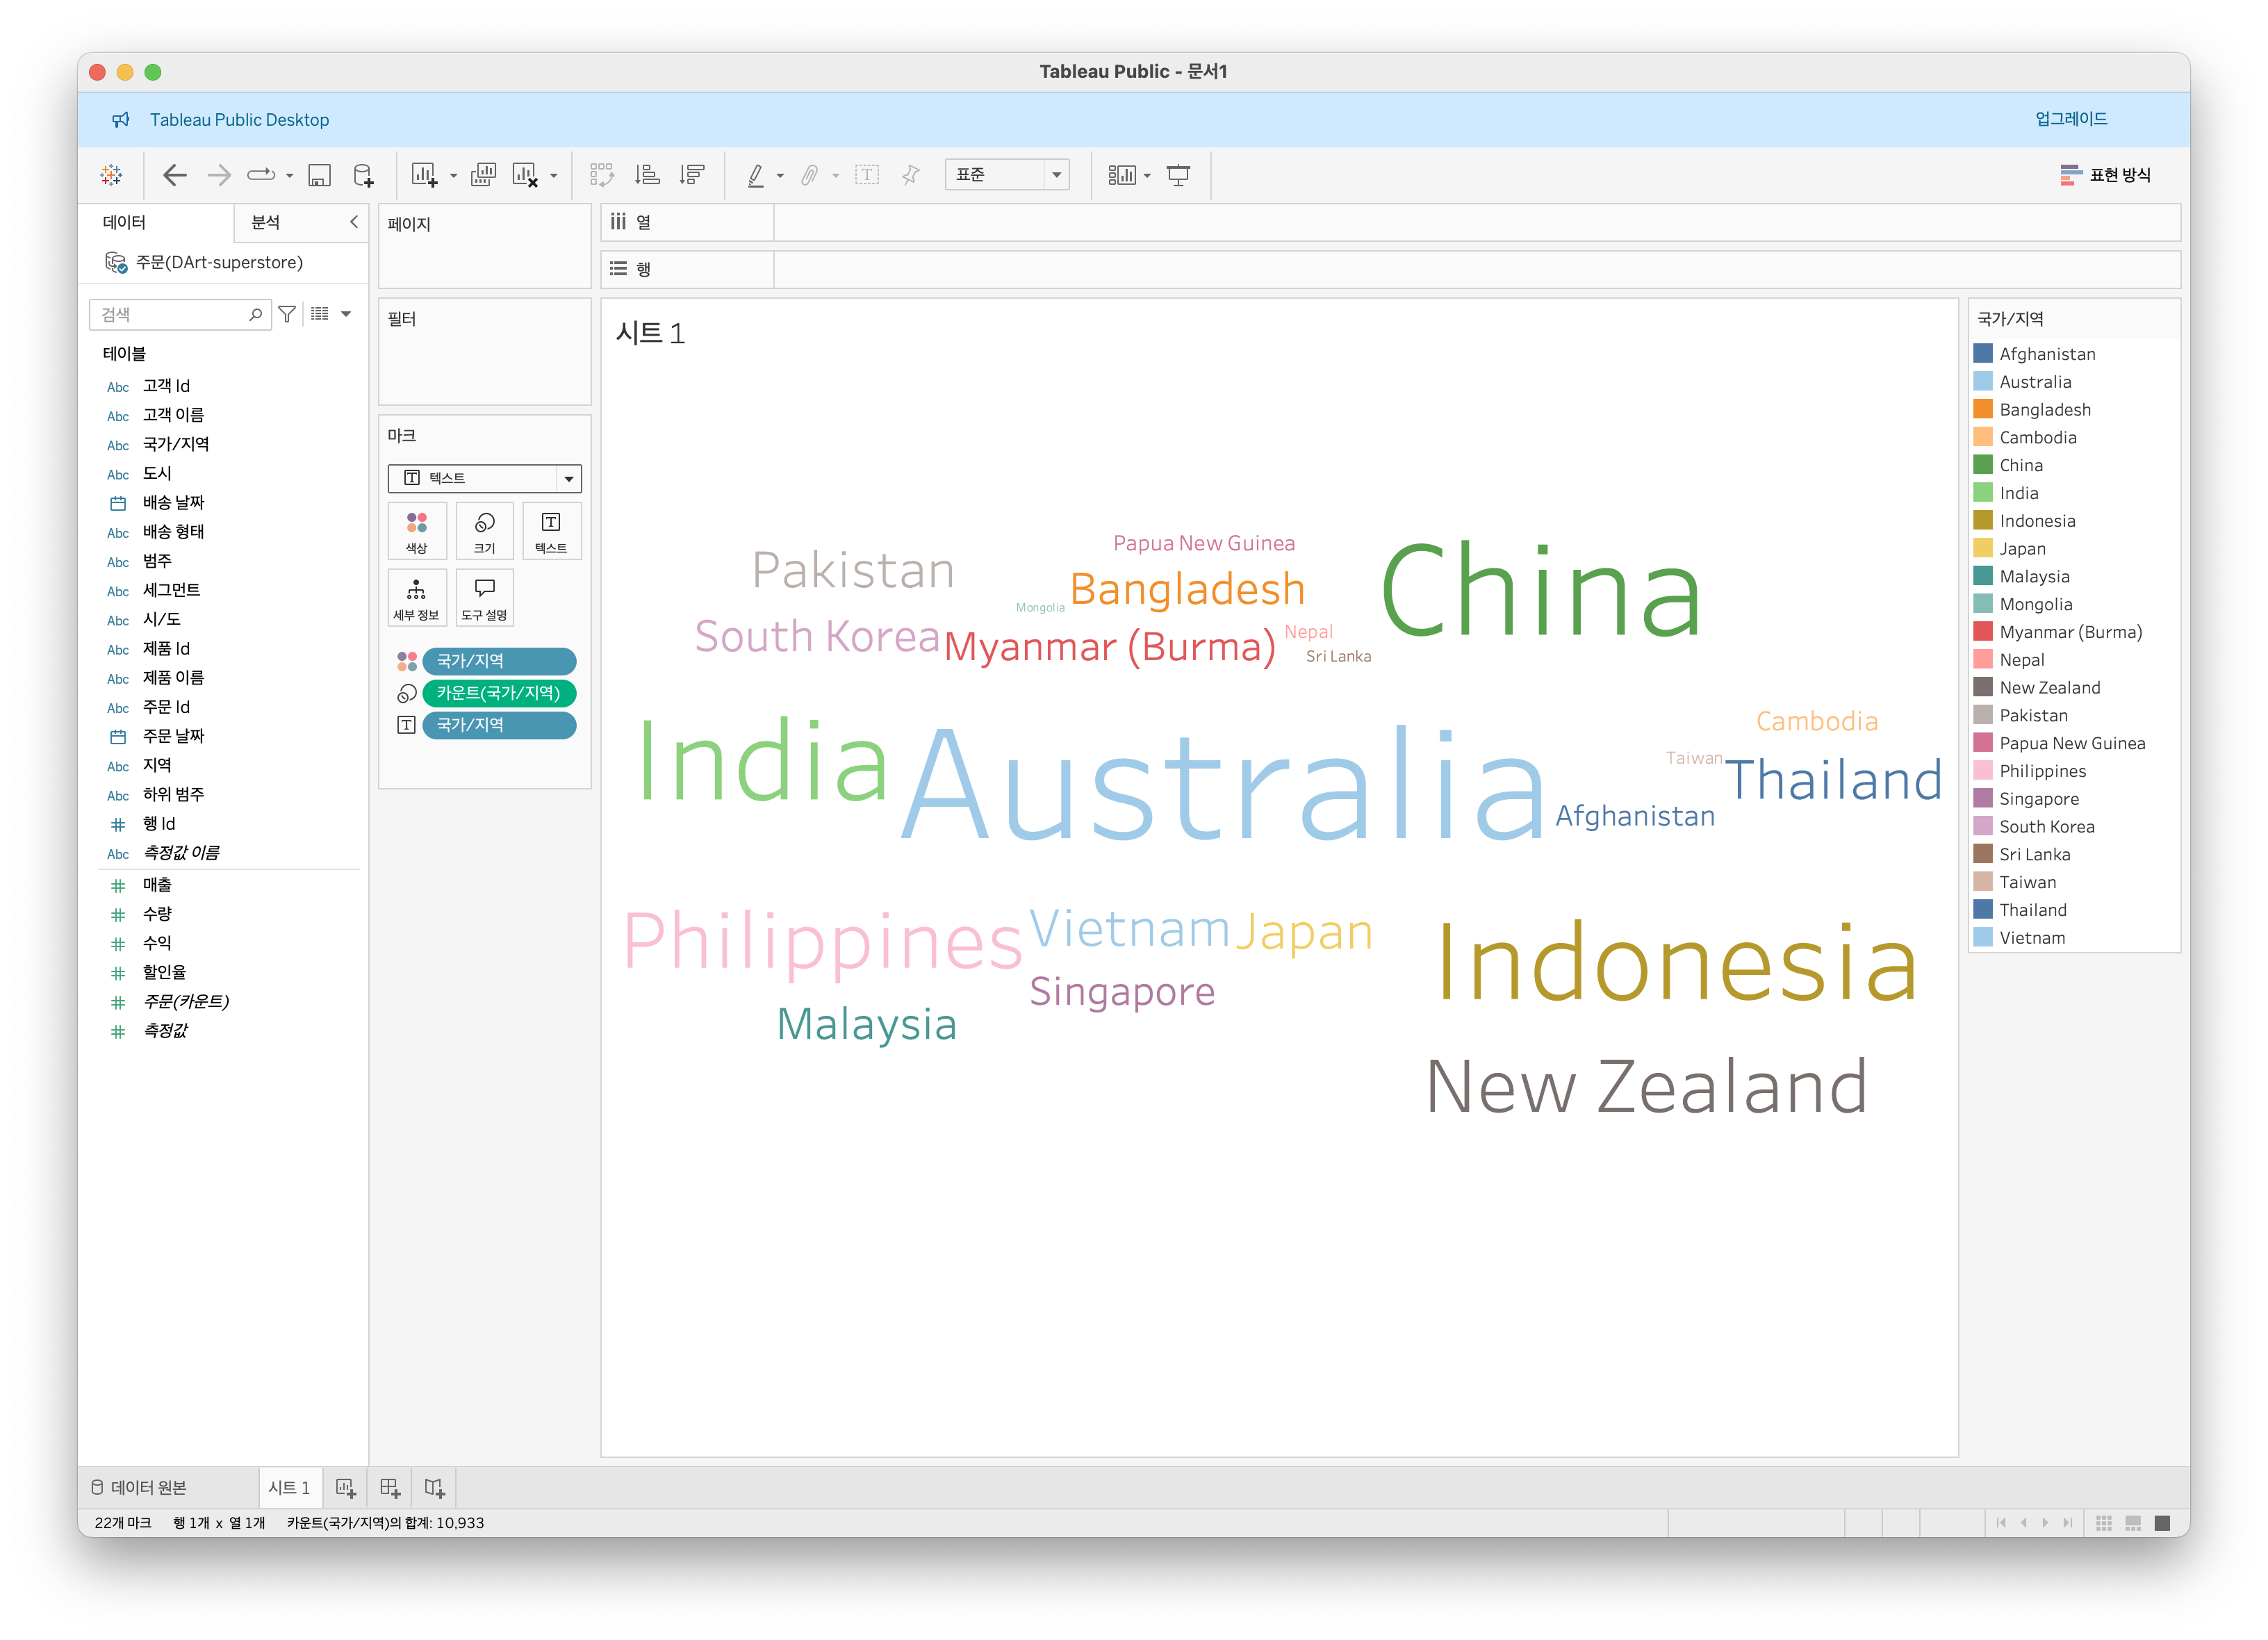 Tableau Public - 문서1
Tableau Public Desktop
업그레이드
표준
표현 방식
데이터
분석
주문(DArt-superstore)
검색
테이블
Abc 고객 Id
Abc 고객 이름
Abc 국가/지역
Abc 도시
배송 날짜
Abc 배송 형태
Abc 범주
Abc 세그먼트
Abc 시/도
Abc 제품 Id
Abc 제품 이름
Abc 주문 Id
주문 날짜
Abc 지역
Abc 하위 범주
# 행 Id
Abc 측정값 이름
# 매출
# 수량
# 수익
# 할인율
# 주문(카운트)
# 측정값
페이지
필터
마크
텍스트
색상
크기
텍스트
세부 정보
도구 설명
국가/지역
카운트(국가/지역)
국가/지역
열
행
시트 1
Papua New Guinea
Pakistan
China
Bangladesh
Mongolia
South Korea
Myanmar (Burma)
Nepal
Sri Lanka
India
Australia
Cambodia
Taiwan
Thailand
Afghanistan
Philippines
Vietnam
Japan
Indonesia
Singapore
Malaysia
New Zealand
국가/지역
Afghanistan
Australia
Bangladesh
Cambodia
China
India
Indonesia
Japan
Malaysia
Mongolia
Myanmar (Burma)
Nepal
New Zealand
Pakistan
Papua New Guinea
Philippines
Singapore
South Korea
Sri Lanka
Taiwan
Thailand
Vietnam
데이터 원본
시트 1
22개 마크 행 1개 x 열 1개 카운트(국가/지역)의 합계: 10,933